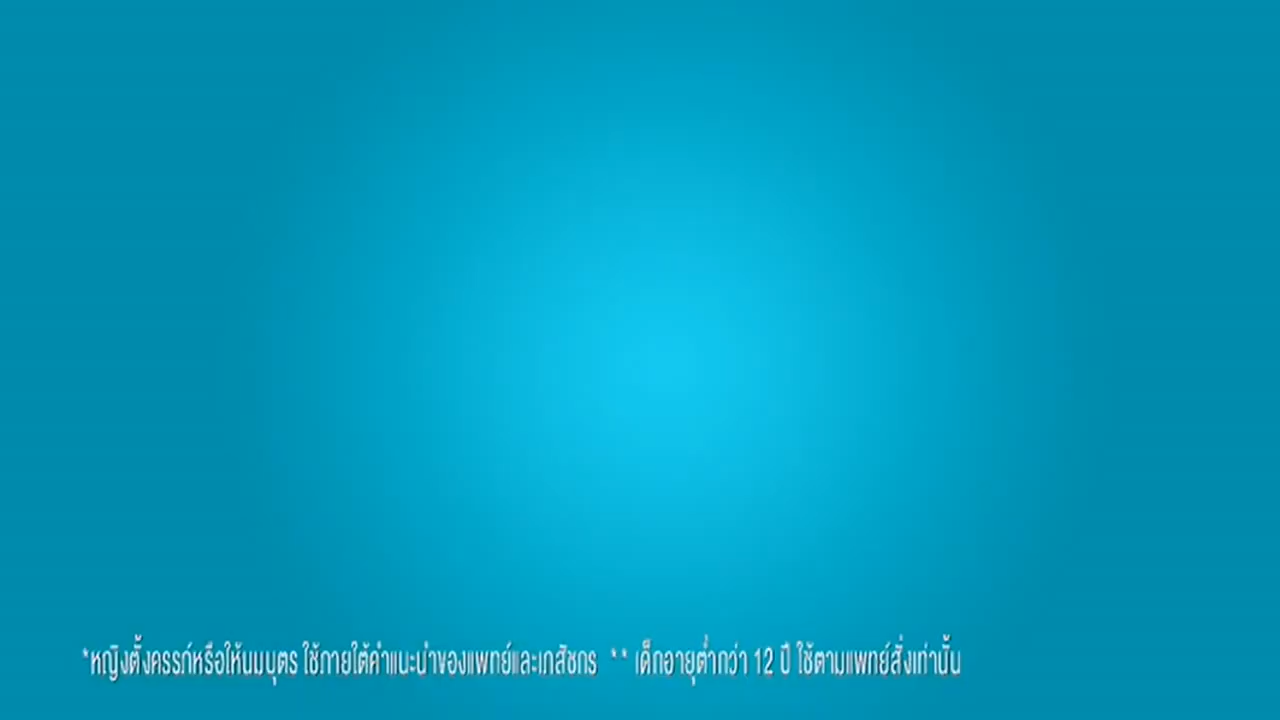 *หญิงตั้งครรภ์หรือให้นมบุตร ใช้ภายใต้คำแนะนำของแพทย์และเภสัชกร ** เด็กอายุต่ำกว่า 12 ปี ใช้ตามแพทย์สั่งเท่านั้น